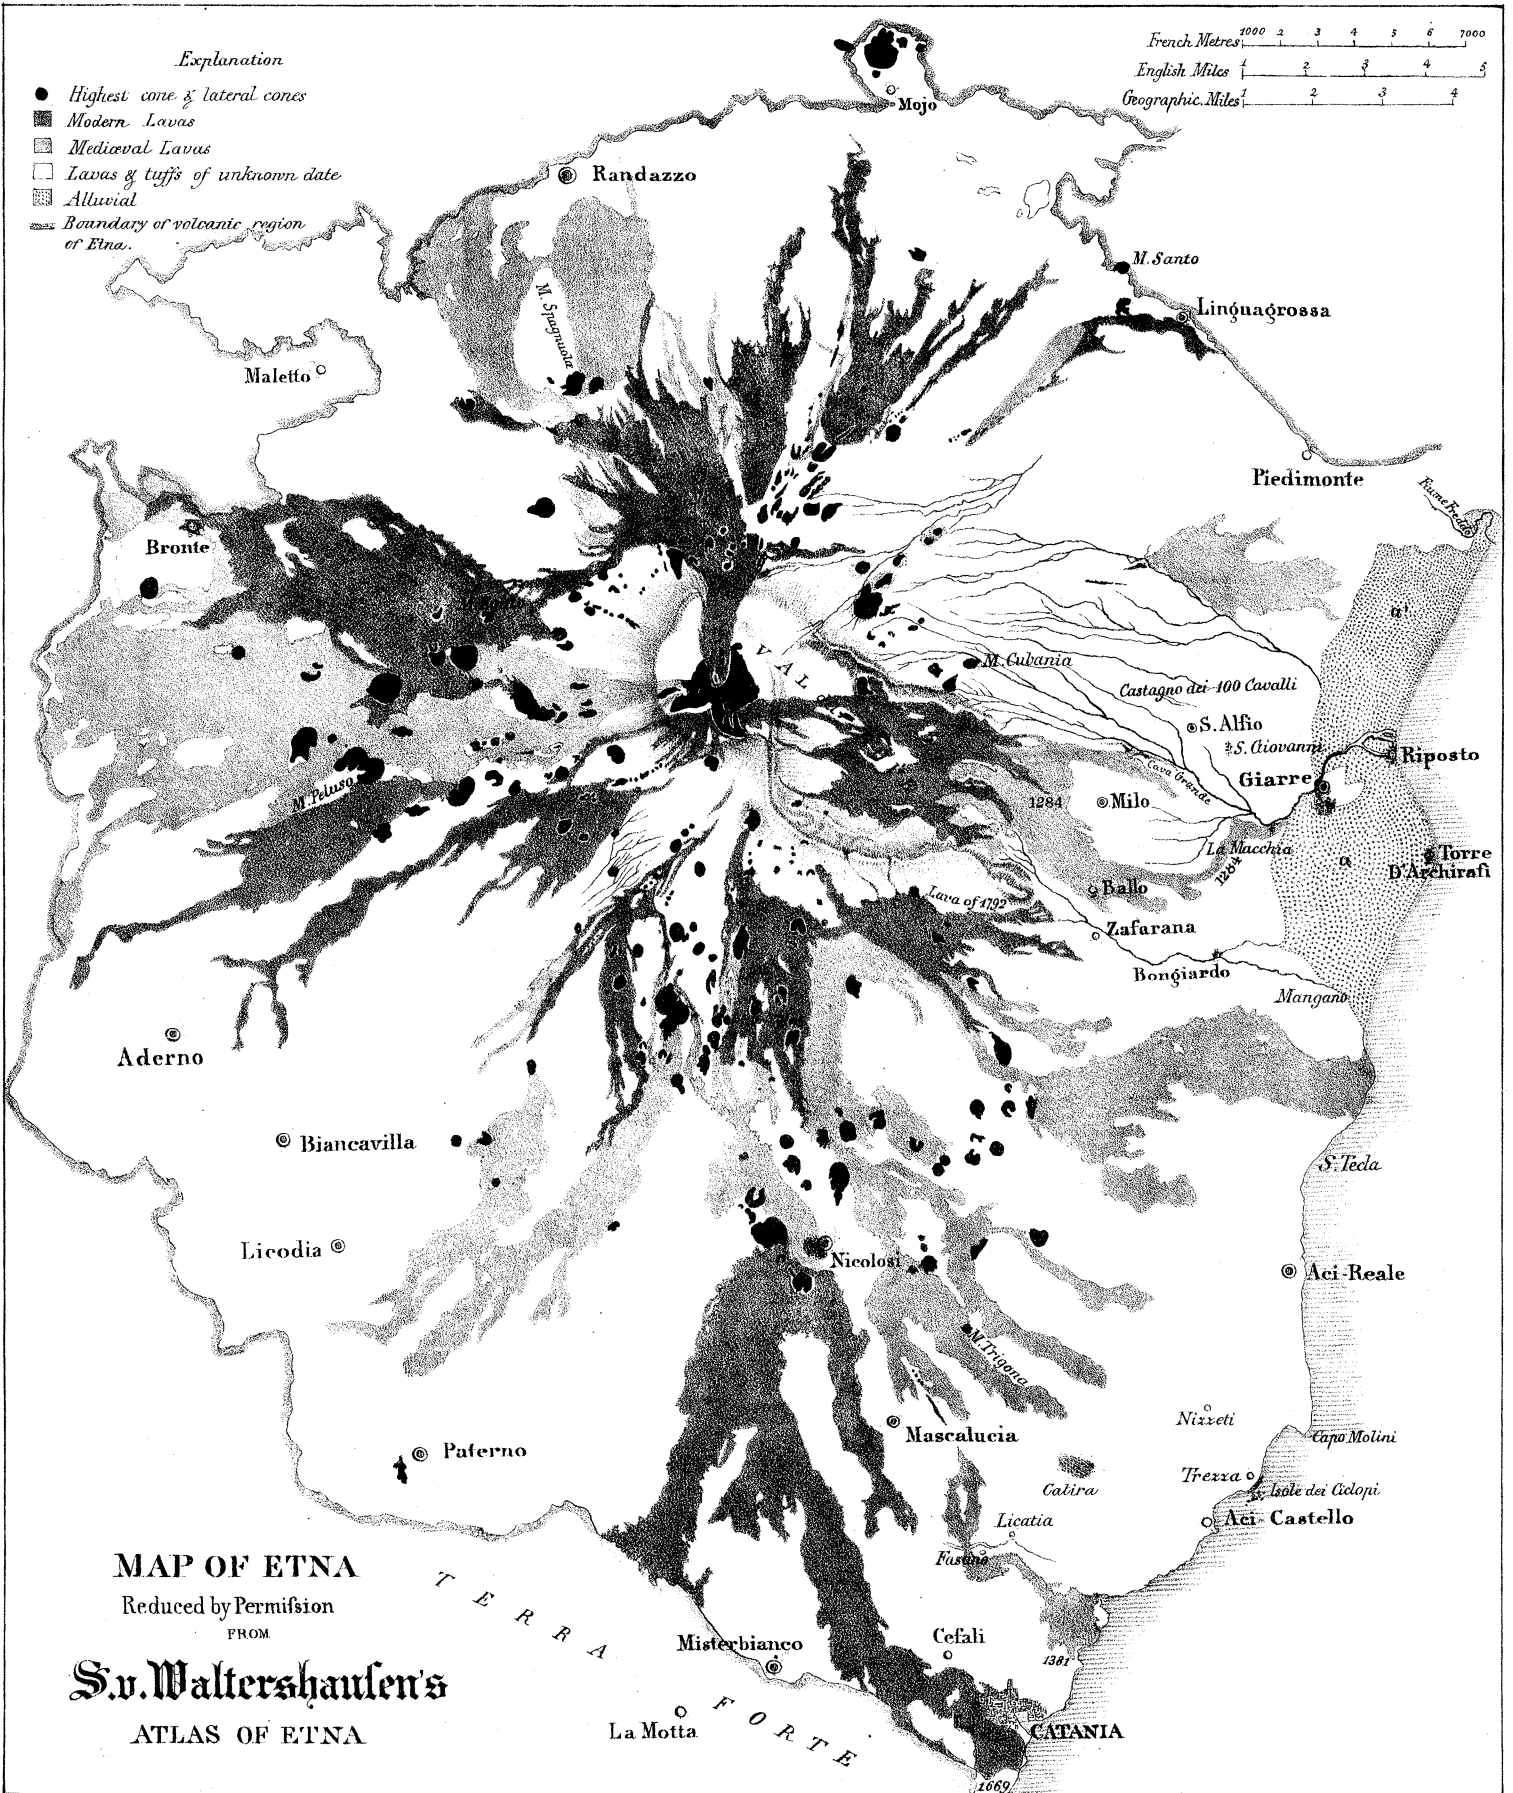 Explanation
Highest cone & lateral cones
Modern Lavas
Mediæval Lavas
Lavas & tuffs of unknown date
Alluvial
Boundary of volcanic region
of Etna.
French Metres 1000 2 3 4 5 6 7000
English Miles 1 2 3 4 5
Geographic Miles 1 2 3 4
Mojo
Randazzo
M. Santo
Linguagrossa
M. Spagnuola
Maletto
Piedimonte
Fiume Freddo
Bronte
a'
VAL
M. Cubania
Castagno dei 100 Cavalli
S. Alfio
S. Giovanni
Riposto
Cava Grande
Giarre
M. Peluso
1284
Milo
La Macchia
a
Torre
D'Archirafi
1284
Ballo
Lava of 1792
Zafarana
Bongiardo
Mangano
Aderno
Biancavilla
S. Tecla
Licodia
Nicolosi
Aci-Reale
M. Trigona
Nizzeti
Mascalucia
Capo Molini
Paterno
Trezza
Catira
Isole dei Ciclopi
Licatia
Aci-Castello
Fasano
MAP OF ETNA
Reduced by Permiſsion
FROM
S.v. Waltershauſen's
ATLAS OF ETNA
TERRA
FORTE
Misterbianco
Cefali
1381
La Motta
CATANIA
1669